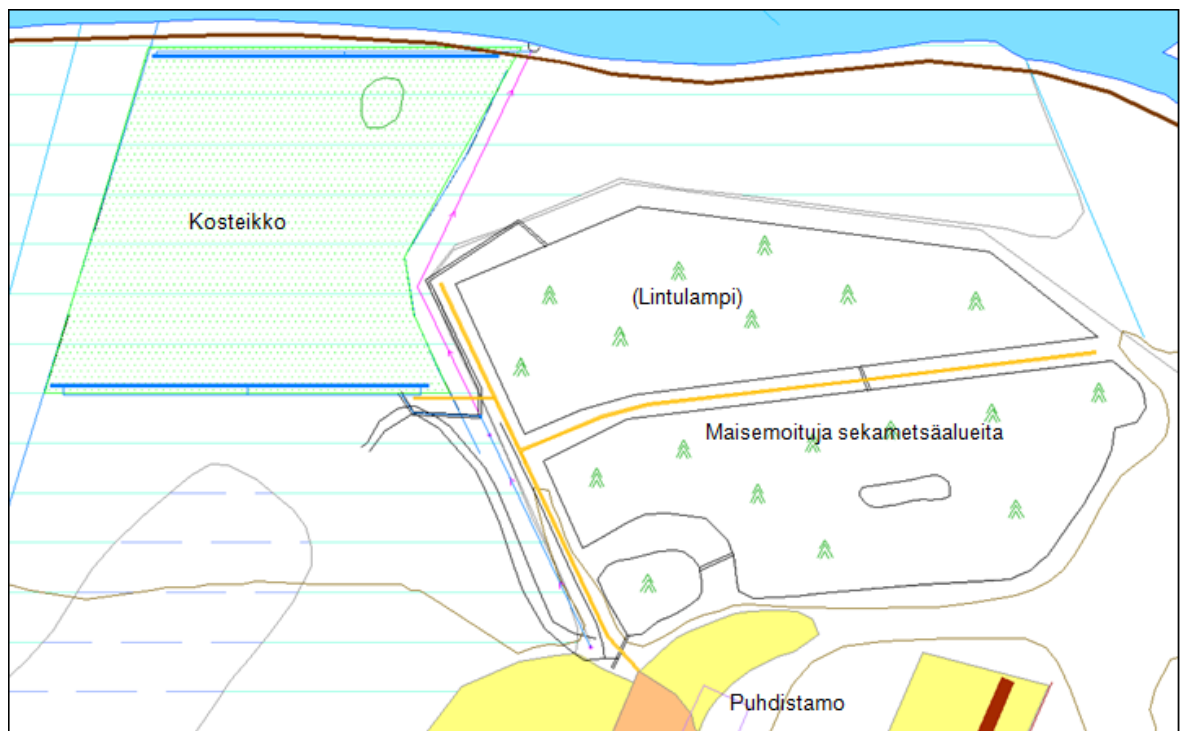 Kosteikko
(Lintulampi)
Maisemoituja sekametsäalueita
Puhdistamo